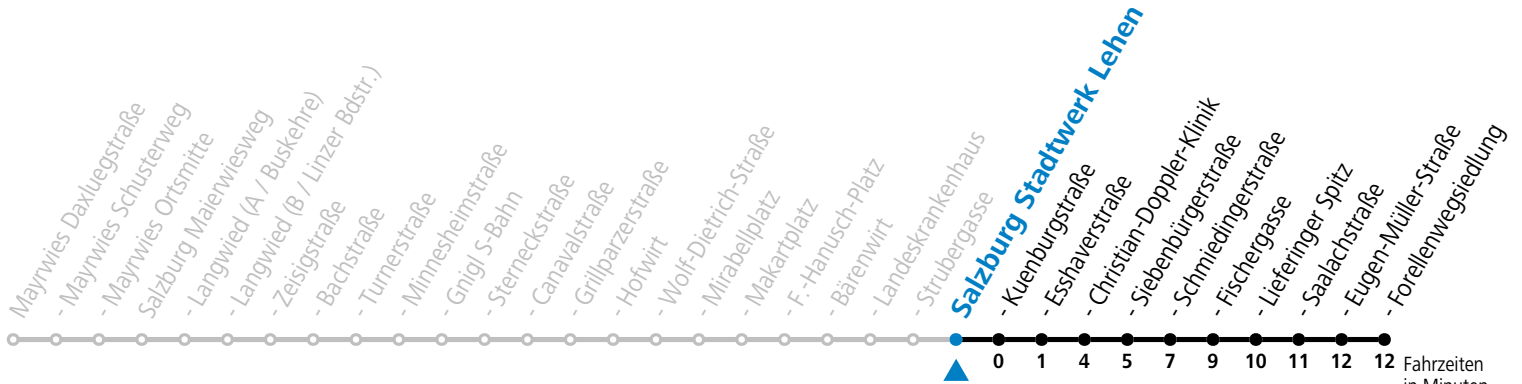 Mayrwies Daxluegstraße
- Mayrwies Schusterweg
- Mayrwies Ortsmitte
Salzburg Maierwiesweg
- Langwied (A / Buskehre)
- Langwied (B / Linzer Bdstr.)
- Zeisigstraße
- Bachstraße
- Turnerstraße
- Minnesheimstraße
- Gnigl S-Bahn
- Sterneckstraße
- Canavalstraße
- Grillparzerstraße
- Hofwirt
- Wolf-Dietrich-Straße
- Mirabellplatz
- Makartplatz
- F.-Hanusch-Platz
- Bärenwirt
- Landeskrankenhaus
- Strubergasse
Salzburg Stadtwerk Lehen
- Kuenburgstraße
- Esshaverstraße
- Christian-Doppler-Klinik
- Siebenbürgerstraße
- Schmiedingerstraße
- Fischergasse
- Lieferinger Spitz
- Saalachstraße
- Eugen-Müller-Straße
- Forellenwegsiedlung
0 1 4 5 7 9 10 11 12 12 Fahrzeiten
in Minuten